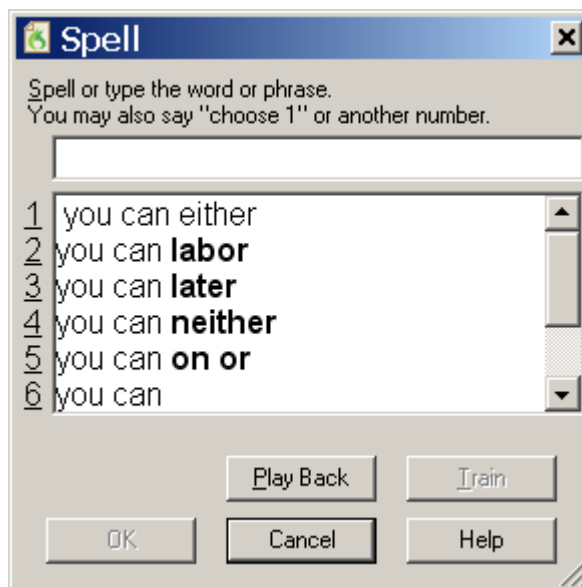 Spell
Spell or type the word or phrase.
You may also say "choose 1" or another number.
1 you can either
2 you can labor
3 you can later
4 you can neither
5 you can on or
6 you can
Play Back Train
OK Cancel Help